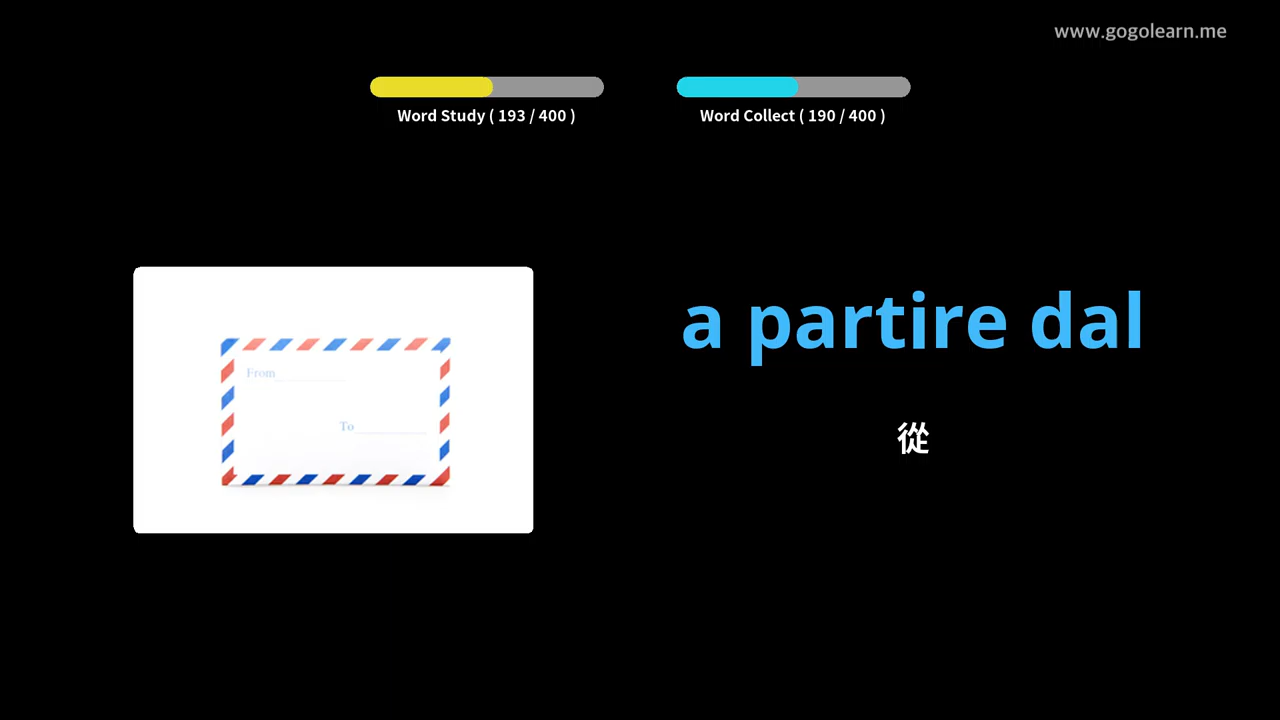 www.gogolearn.me
Word Study ( 193 / 400 )
Word Collect ( 190 / 400 )
From
To
a partire dal
從